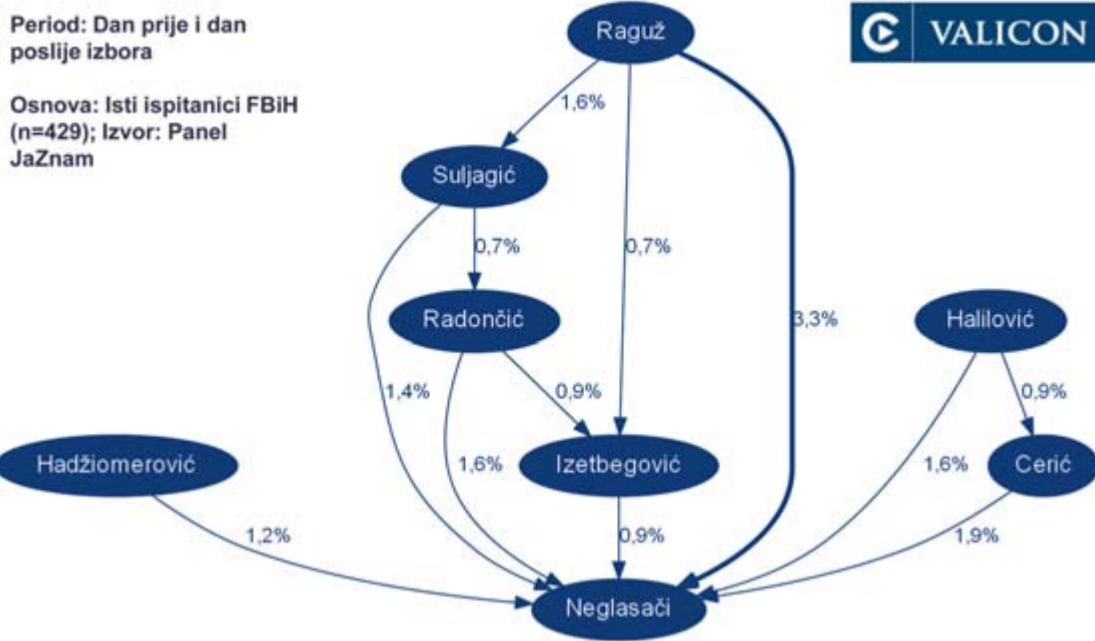 Period: Dan prije i dan
poslije izbora
Osnova: Isti ispitanici FBiH
(n=429); Izvor: Panel
JaZnam
VALICON
Raguž
1,6%
Suljagić
0,7%
0,7%
Radončić
3,3%
Halilović
1,4%
0,9%
0,9%
Hadžiomerović
1,6%
Izetbegović
1,6%
Cerić
1,2%
0,9%
1,9%
Neglasači